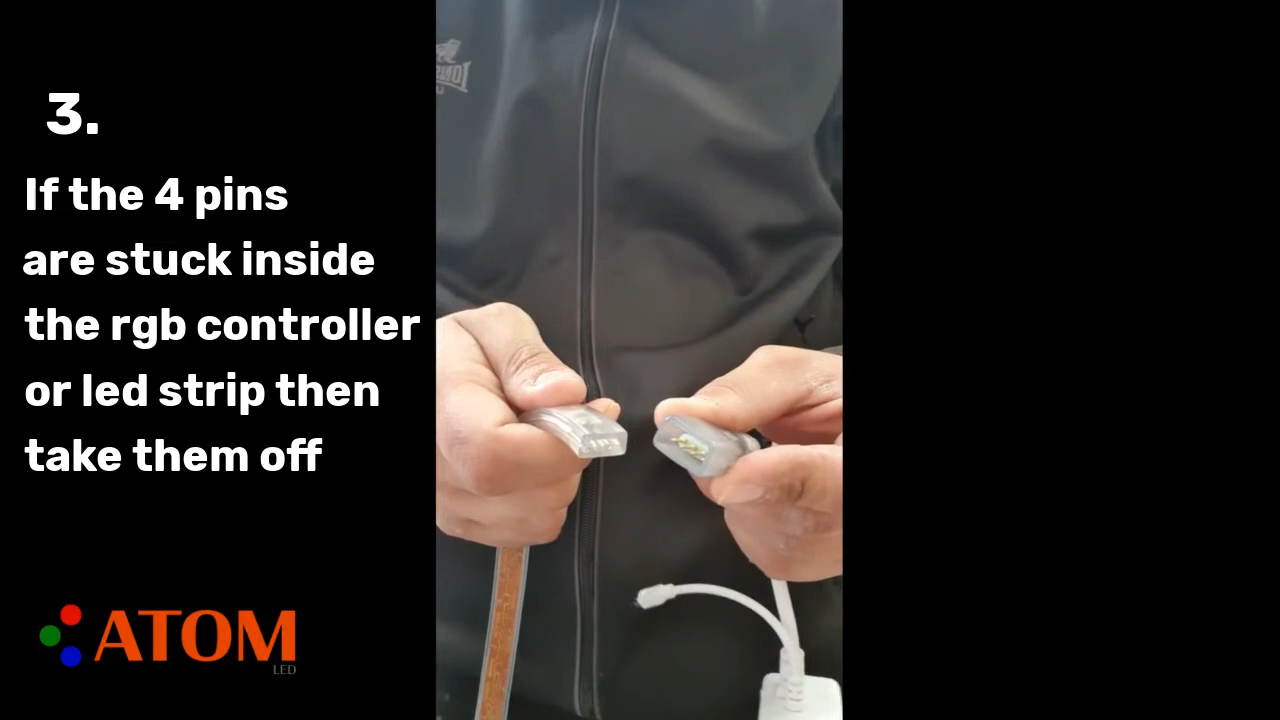 3.
If the 4 pins
are stuck inside
the rgb controller
or led strip then
take them off
ATOM
LED